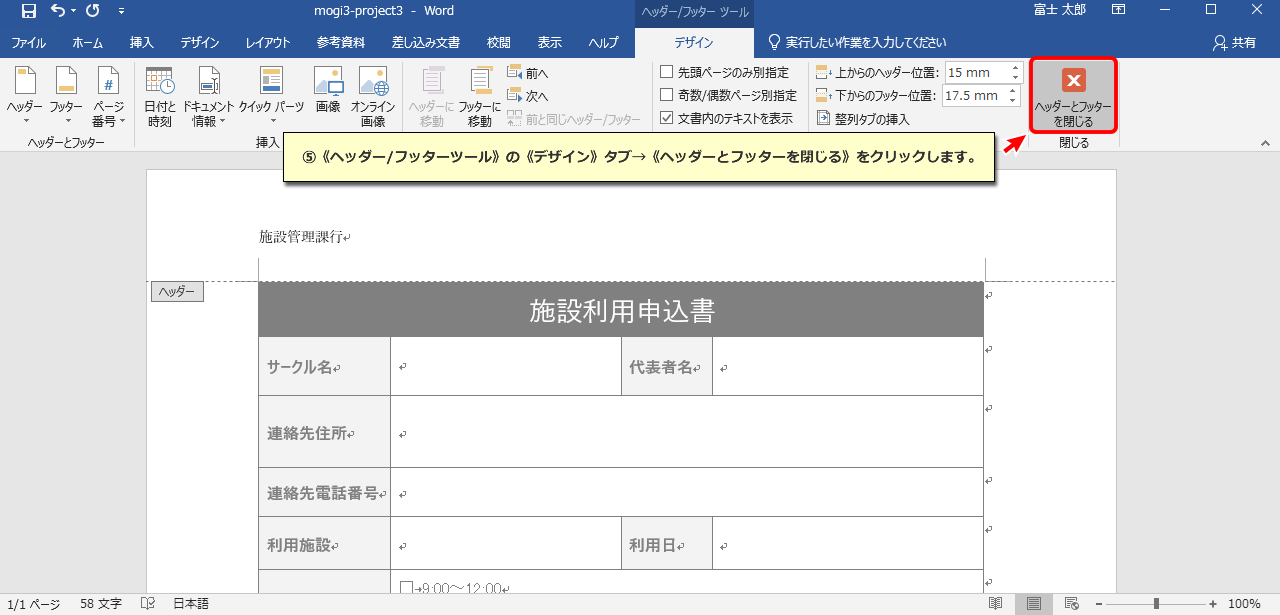 mogi3-project3 - Word
ヘッダー/フッター ツール
富士 太郎
ファイル ホーム 挿入 デザイン レイアウト 参考資料 差し込み文書 校閲 表示 ヘルプ デザイン 実行したい作業を入力してください 共有
ヘッダー フッター ページ番号
ヘッダーとフッター
日付と時刻 ドキュメント情報 クイック パーツ 画像 オンライン画像
挿入
ヘッダーに移動 フッターに移動
前へ
次へ
前と同じヘッダー/フッター
先頭ページのみ別指定
奇数/偶数ページ別指定
文書内のテキストを表示
上からのヘッダー位置: 15 mm
下からのフッター位置: 17.5 mm
整列タブの挿入
ヘッダーとフッターを閉じる
閉じる
⑤《ヘッダー/フッターツール》の《デザイン》タブ→《ヘッダーとフッターを閉じる》をクリックします。
施設管理課行
ヘッダー
施設利用申込書
サークル名 代表者名
連絡先住所
連絡先電話番号
利用施設 利用日
□→9:00～12:00
1/1 ページ 58 文字 日本語 100%